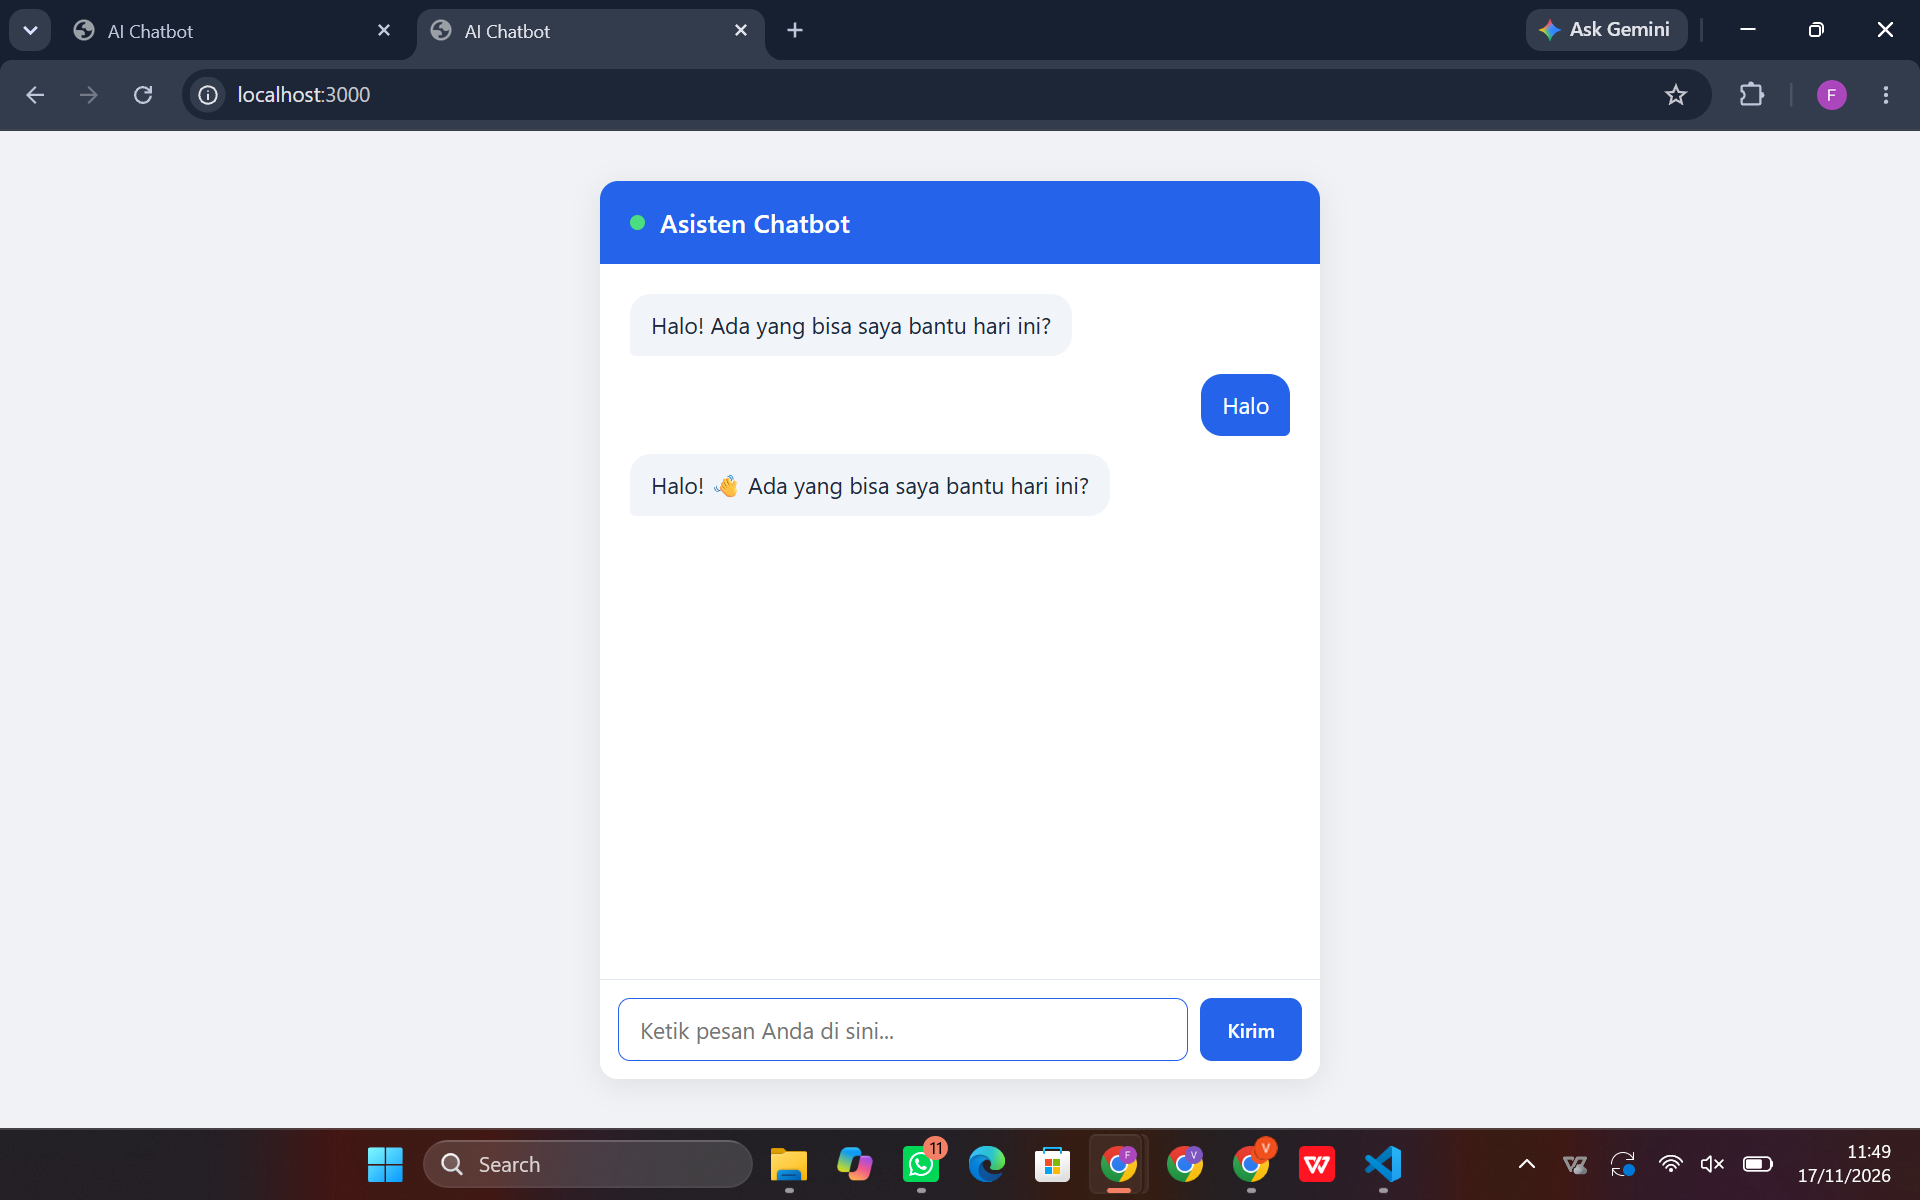 AI Chatbot
AI Chatbot
Ask Gemini
localhost:3000
F
Asisten Chatbot
Halo! Ada yang bisa saya bantu hari ini?
Halo
Halo! 👋 Ada yang bisa saya bantu hari ini?
Ketik pesan Anda di sini...
Kirim
Search
11
F
V
V
W
11:49
17/11/2026